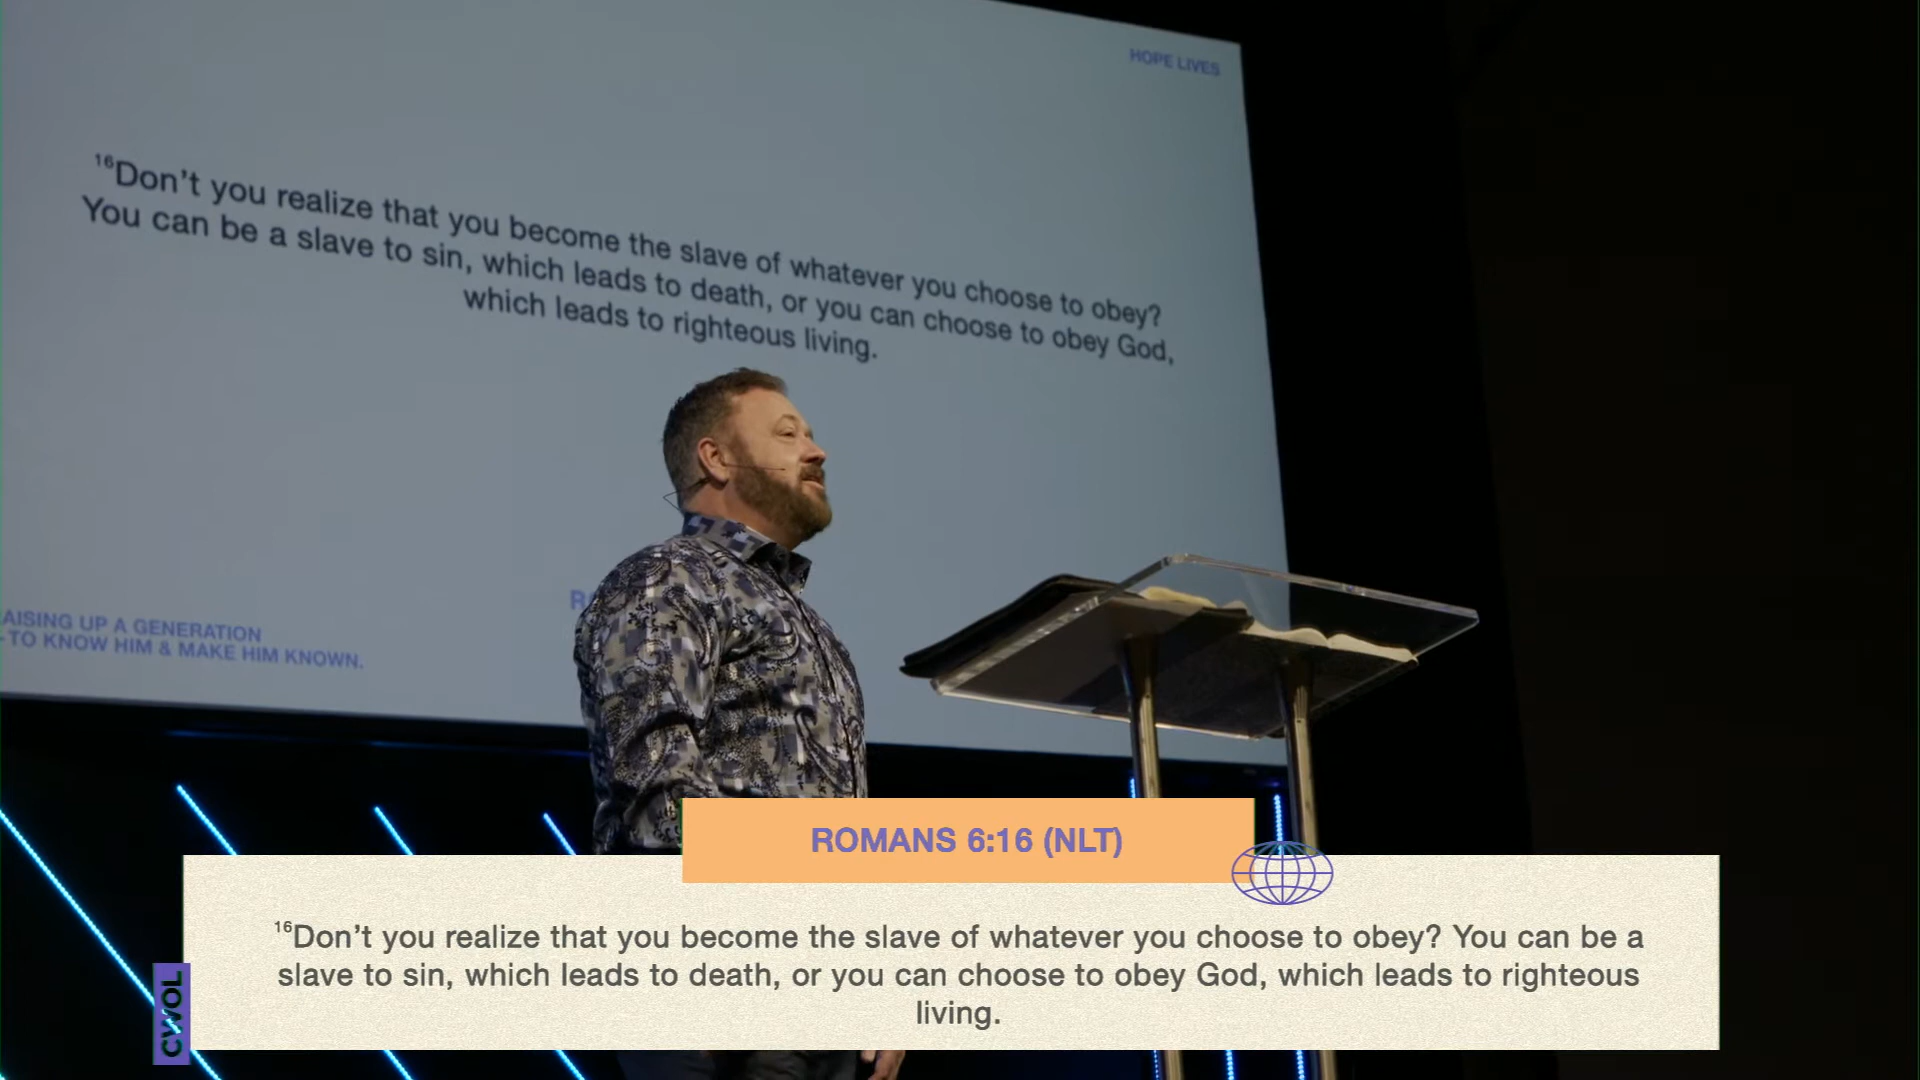 HOPE LIVES
¹⁶Don’t you realize that you become the slave of whatever you choose to obey?
You can be a slave to sin, which leads to death, or you can choose to obey God,
which leads to righteous living.
AISING UP A GENERATION
TO KNOW HIM & MAKE HIM KNOWN.
ROMANS 6:16 (NLT)
¹⁶Don’t you realize that you become the slave of whatever you choose to obey? You can be a
slave to sin, which leads to death, or you can choose to obey God, which leads to righteous
living.
CWOL